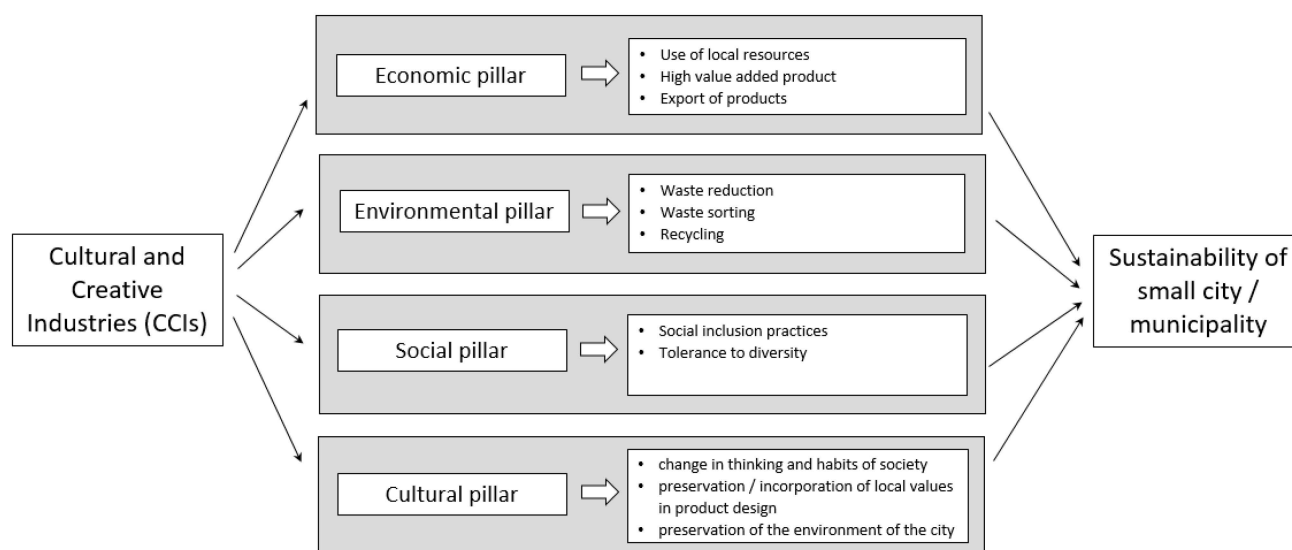 Economic pillar
• Use of local resources
• High value added product
• Export of products
Environmental pillar
• Waste reduction
• Waste sorting
• Recycling
Cultural and
Creative
Industries (CCIs)
Sustainability of
small city /
municipality
Social pillar
• Social inclusion practices
• Tolerance to diversity
Cultural pillar
• change in thinking and habits of society
• preservation / incorporation of local values
in product design
• preservation of the environment of the city